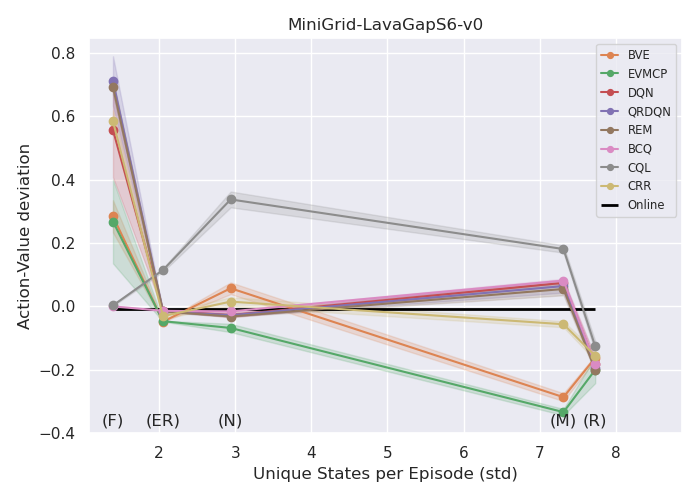 MiniGrid-LavaGapS6-v0
Action-Value deviation
0.8
0.6
0.4
0.2
0.0
−0.2
−0.4
BVE
EVMCP
DQN
QRDQN
REM
BCQ
CQL
CRR
Online
(F) (ER) (N) (M) (R)
2 3 4 5 6 7 8
Unique States per Episode (std)